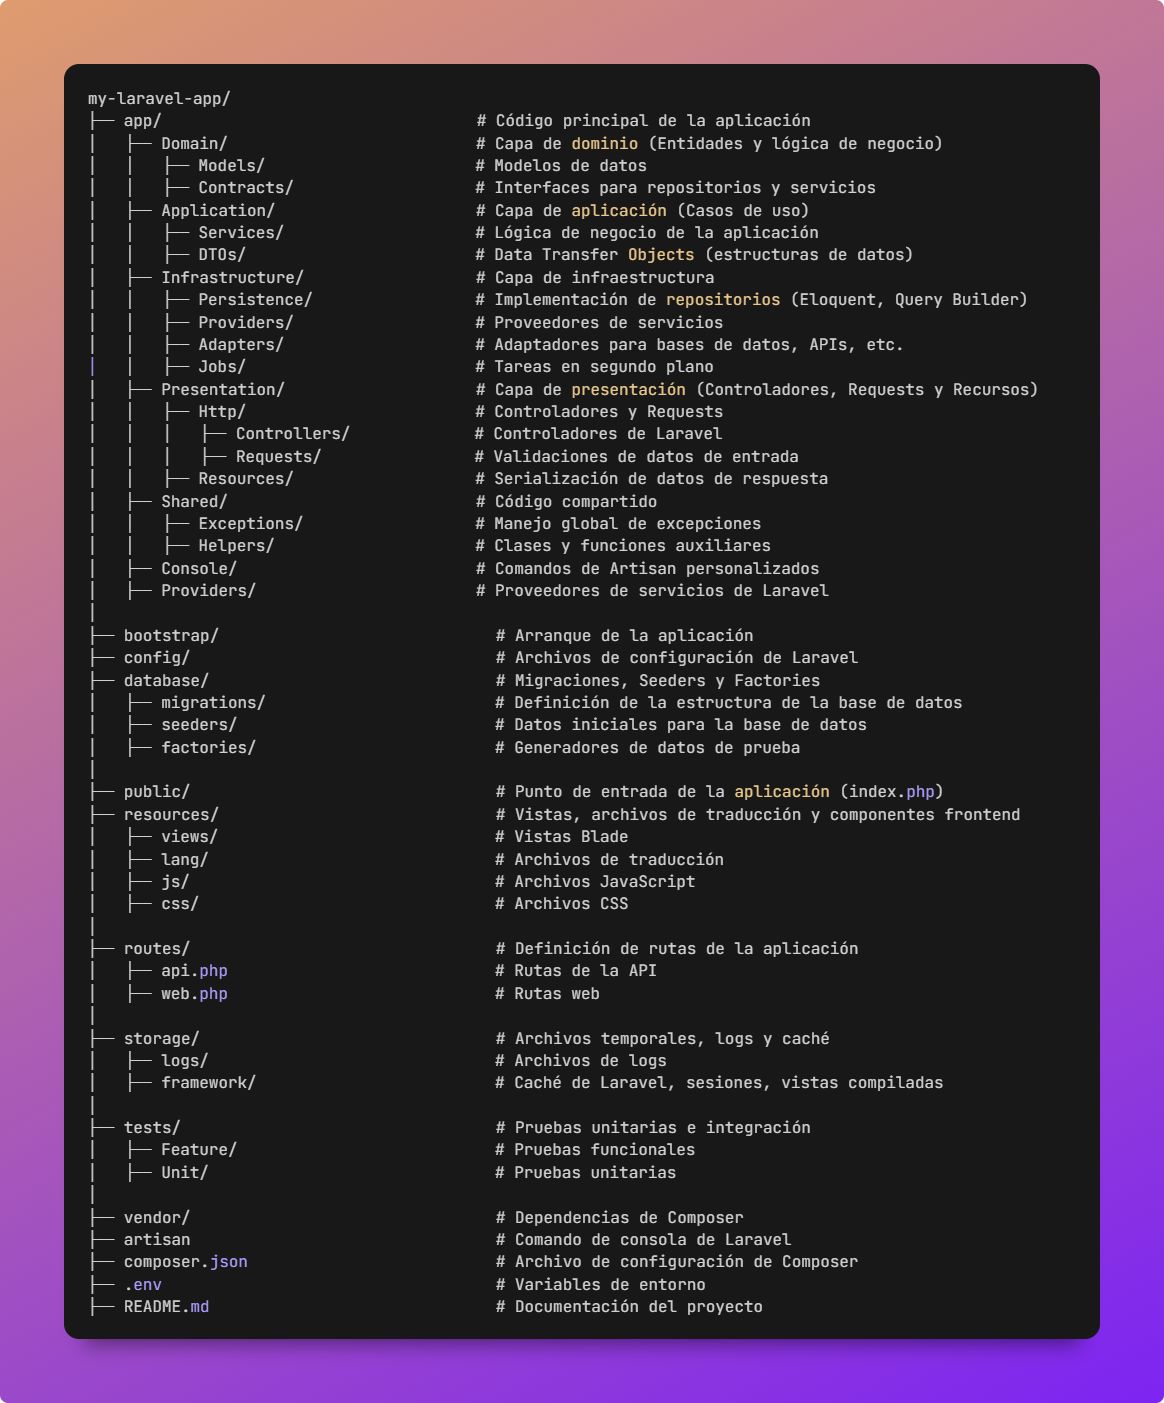 my-laravel-app/
├── app/                                  # Código principal de la aplicación
│   ├── Domain/                           # Capa de dominio (Entidades y lógica de negocio)
│   │   ├── Models/                       # Modelos de datos
│   │   ├── Contracts/                    # Interfaces para repositorios y servicios
│   ├── Application/                      # Capa de aplicación (Casos de uso)
│   │   ├── Services/                     # Lógica de negocio de la aplicación
│   │   ├── DTOs/                         # Data Transfer Objects (estructuras de datos)
│   ├── Infrastructure/                   # Capa de infraestructura
│   │   ├── Persistence/                  # Implementación de repositorios (Eloquent, Query Builder)
│   │   ├── Providers/                    # Proveedores de servicios
│   │   ├── Adapters/                     # Adaptadores para bases de datos, APIs, etc.
│   │   ├── Jobs/                         # Tareas en segundo plano
│   ├── Presentation/                     # Capa de presentación (Controladores, Requests y Recursos)
│   │   ├── Http/                         # Controladores y Requests
│   │   │   ├── Controllers/              # Controladores de Laravel
│   │   │   ├── Requests/                 # Validaciones de datos de entrada
│   │   ├── Resources/                    # Serialización de datos de respuesta
│   ├── Shared/                           # Código compartido
│   │   ├── Exceptions/                   # Manejo global de excepciones
│   │   ├── Helpers/                      # Clases y funciones auxiliares
│   ├── Console/                          # Comandos de Artisan personalizados
│   ├── Providers/                        # Proveedores de servicios de Laravel
│
├── bootstrap/                              # Arranque de la aplicación
├── config/                                 # Archivos de configuración de Laravel
├── database/                               # Migraciones, Seeders y Factories
│   ├── migrations/                         # Definición de la estructura de la base de datos
│   ├── seeders/                            # Datos iniciales para la base de datos
│   ├── factories/                          # Generadores de datos de prueba
│
├── public/                                 # Punto de entrada de la aplicación (index.php)
├── resources/                              # Vistas, archivos de traducción y componentes frontend
│   ├── views/                              # Vistas Blade
│   ├── lang/                               # Archivos de traducción
│   ├── js/                                 # Archivos JavaScript
│   ├── css/                                # Archivos CSS
│
├── routes/                                 # Definición de rutas de la aplicación
│   ├── api.php                             # Rutas de la API
│   ├── web.php                             # Rutas web
│
├── storage/                                # Archivos temporales, logs y caché
│   ├── logs/                               # Archivos de logs
│   ├── framework/                          # Caché de Laravel, sesiones, vistas compiladas
│
├── tests/                                  # Pruebas unitarias e integración
│   ├── Feature/                            # Pruebas funcionales
│   ├── Unit/                               # Pruebas unitarias
│
├── vendor/                                 # Dependencias de Composer
├── artisan                                 # Comando de consola de Laravel
├── composer.json                           # Archivo de configuración de Composer
├── .env                                    # Variables de entorno
├── README.md                               # Documentación del proyecto